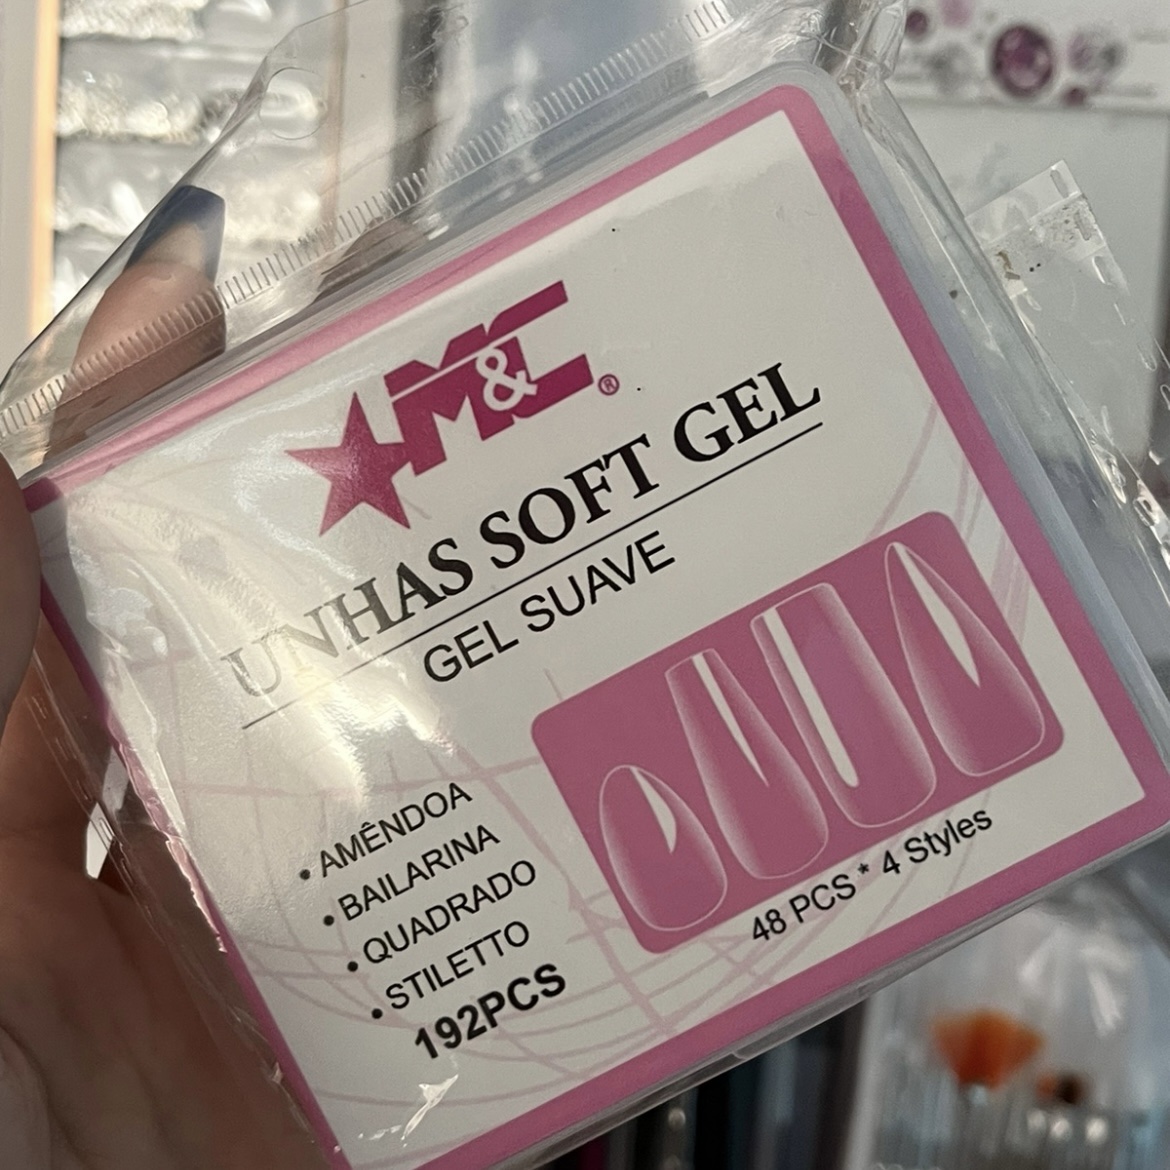 M&C®
UNHAS SOFT GEL
GEL SUAVE
• AMÊNDOA
• BAILARINA
• QUADRADO
• STILETTO
192PCS
48 PCS * 4 Styles